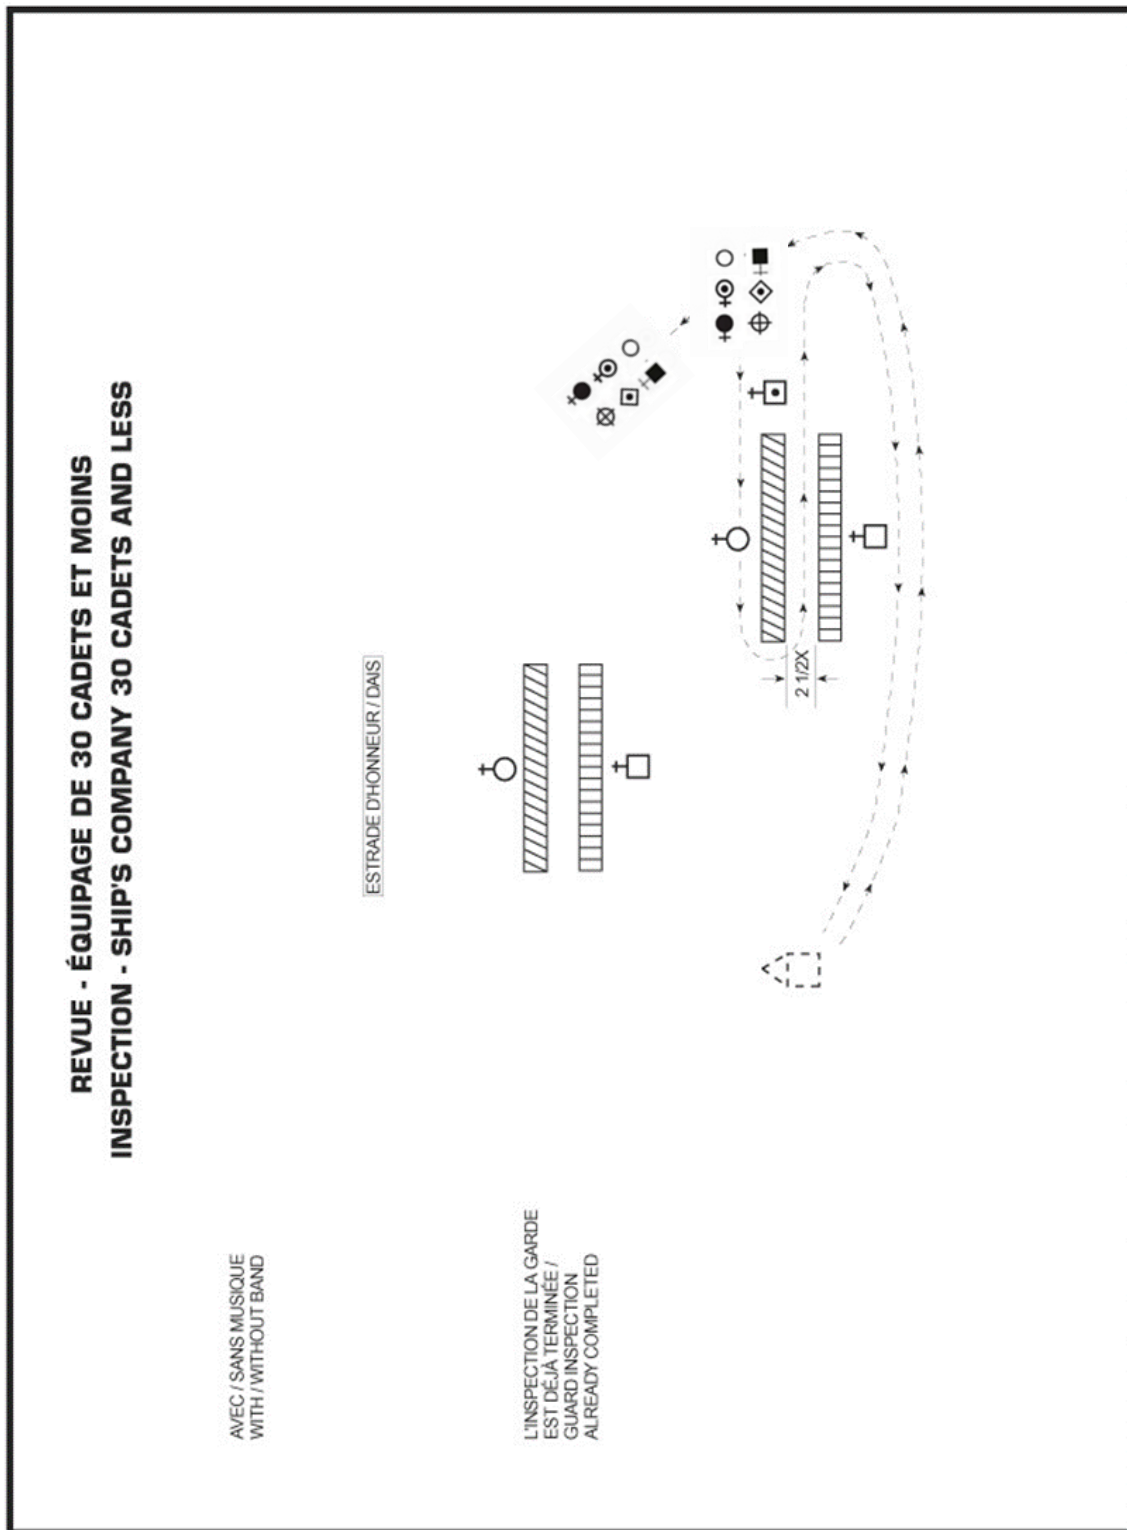 REVUE - ÉQUIPAGE DE 30 CADETS ET MOINS
INSPECTION - SHIP'S COMPANY 30 CADETS AND LESS
AVEC / SANS MUSIQUE
WITH / WITHOUT BAND
ESTRADE D'HONNEUR / DAIS
L'INSPECTION DE LA GARDE
EST DÉJÀ TERMINÉE /
GUARD INSPECTION
ALREADY COMPLETED
2 1/2X